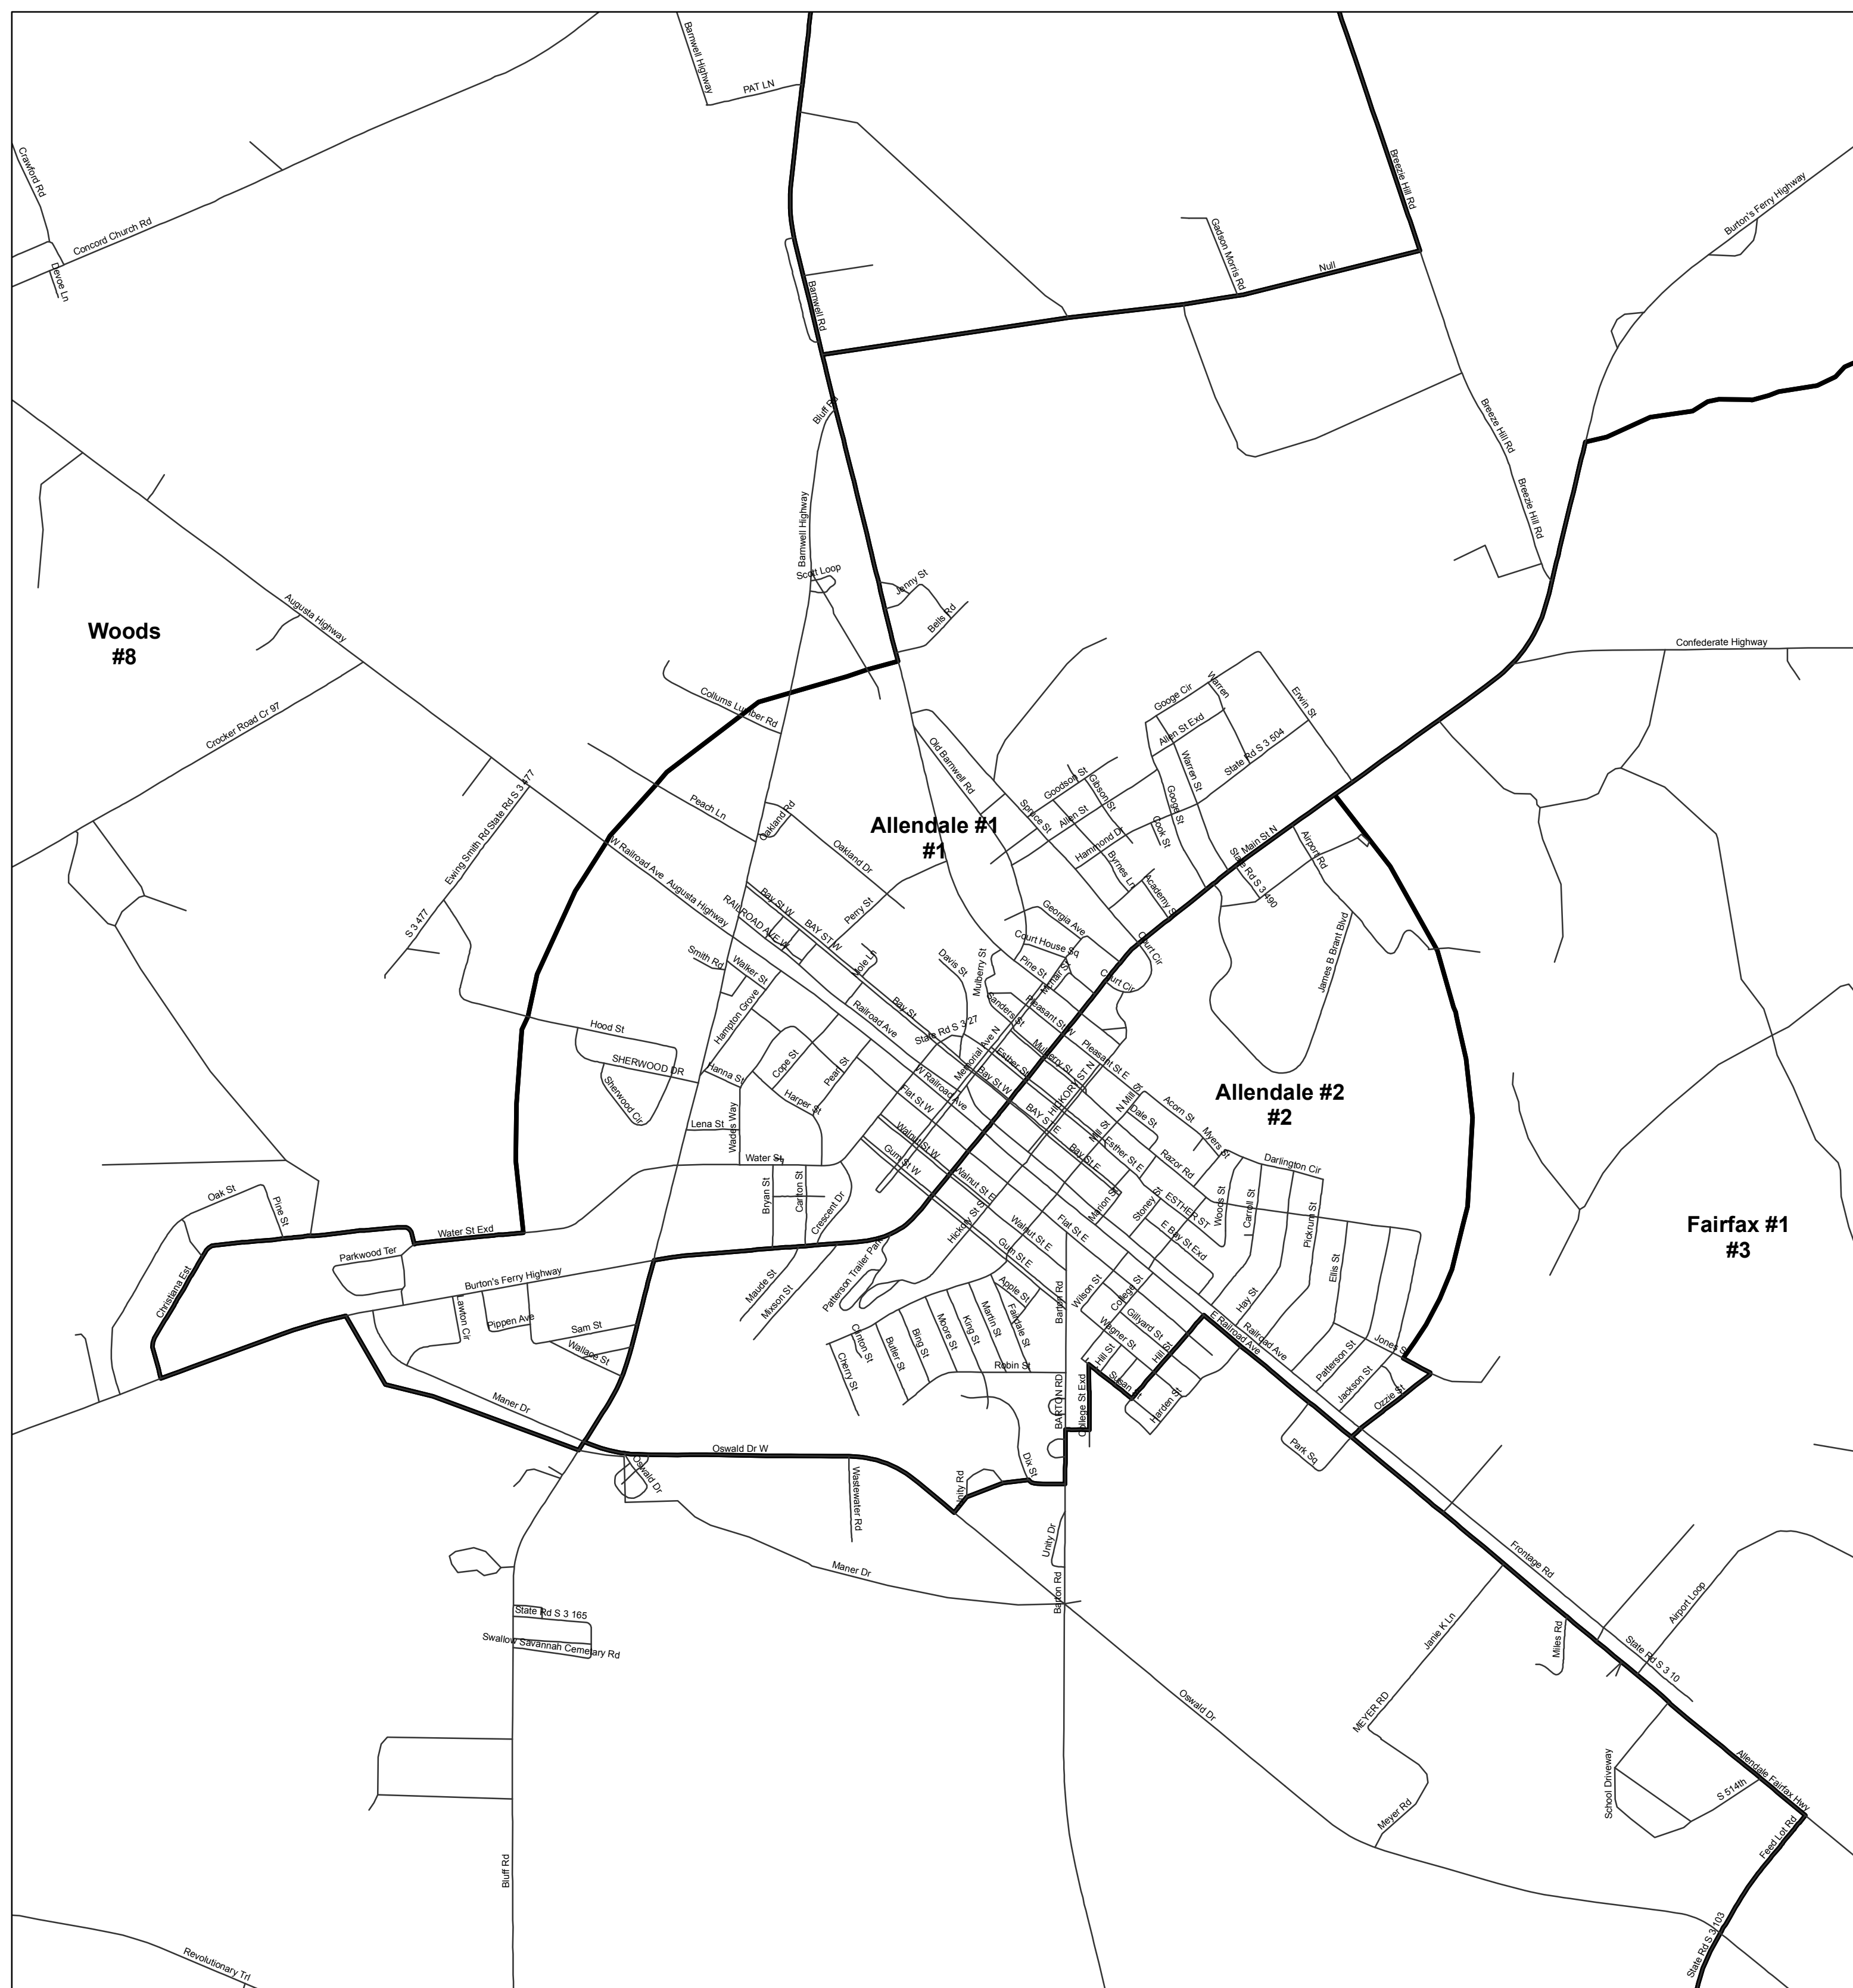 Barnwell Highway
PAT LN
Crawford Rd
Concord Church Rd
Devoe Ln
Barnwell Rd
Gadson Morris Rd
Null
Breezie Hill Rd
Burton's Ferry Highway
Bluff Rd
Breeze Hill Rd
Breezie Hill Rd
Barnwell Highway
Scott Loop
Jenny St
Bells Rd
Woods
#8
Augusta Highway
Crocker Road Cr 97
Confederate Highway
Collums Lumber Rd
Googe Cir
Warren
Erwin St
Allen St Exd
State Rd S 3 504
Warren St
Old Barnwell Rd
Goodson St
Gibson St
Googe St
Ewing Smith Rd State Rd S 3 477
S 3 477
Peach Ln
Oakland Rd
Oakland Dr
Allendale #1
#1
Spruce St
Allen St
Hammond Dr
Cook St
Byrnes Ln
Main St N
State Rd S 3 490
Airport Rd
W Railroad Ave
Augusta Highway
Bay St W
BAY ST W
RAILROAD AVE W
Perry St
Academy St
Georgia Ave
Court House Sq
Court Cir
Court Cir
James B Brant Blvd
Smith Rd
Walker St
Hampton Grove
Jole Ln
Davis St
Mulberry St
Pine St
Mcnair St
Sanders St
Pleasant St W
Bay St
Railroad Ave
State Rd S 3 27
Memorial Ave N
Mulberry St
Pleasant St E
Esther St
Hood St
SHERWOOD DR
Sherwood Cir
Hanna St
Cope St
Pearl St
Harper St
W Railroad Ave
Flat St W
Bay St W
HICKORY ST N
BAY ST E
N Mill St
Mill St
Dale St
Acorn St
Myers St
Allendale #2
#2
Lena St
Wades Way
Water St
Walnut St W
Gum St W
Walnut St E
Bay St E
Esther St E
Razor Rd
Darlington Cir
Oak St
Pine St
Water St Exd
Bryan St
Carlton St
Crescent Dr
Hickory St S
Walnut St E
Flat St E
Marion St
Stoney St
ESTHER ST
E Bay St Exd
Woods St
Carroll St
Picknum St
Ellis St
Fairfax #1
#3
Christiana Est
Parkwood Ter
Burton's Ferry Highway
Lawton Cir
Pippen Ave
Sam St
Wallace St
Maude St
Mixson St
Patterson Trailer Park
Gum St E
Apple St
Farmdale St
Martin St
King St
Moore St
Bing St
Butler St
Clinton St
Cherry St
Robin St
Barton Rd
Wilson St
College St
Gillyard St
Wagner St
Hill St
Hill St
Susan St
Harden St
Hay St
E Railroad Ave
Railroad Ave
Patterson St
Jones St
Jackson St
Ozzie St
BARTON RD
College St Exd
Park Sq
Maner Dr
Oswald Dr W
Oswald Dr
Wastewater Rd
Unity Rd
Dix St
Unity Dr
Maner Dr
Barton Rd
State Rd S 3 165
Swallow Savannah Cemetary Rd
Frontage Rd
Airport Loop
Janie K Ln
Miles Rd
State Rd S 3 10
MEYER RD
Oswald Dr
School Driveway
Allendale Fairfax Hwy
S 514th
Meyer Rd
Feed Lot Rd
Bluff Rd
State Rd S 3 103
Revolutionary Trl